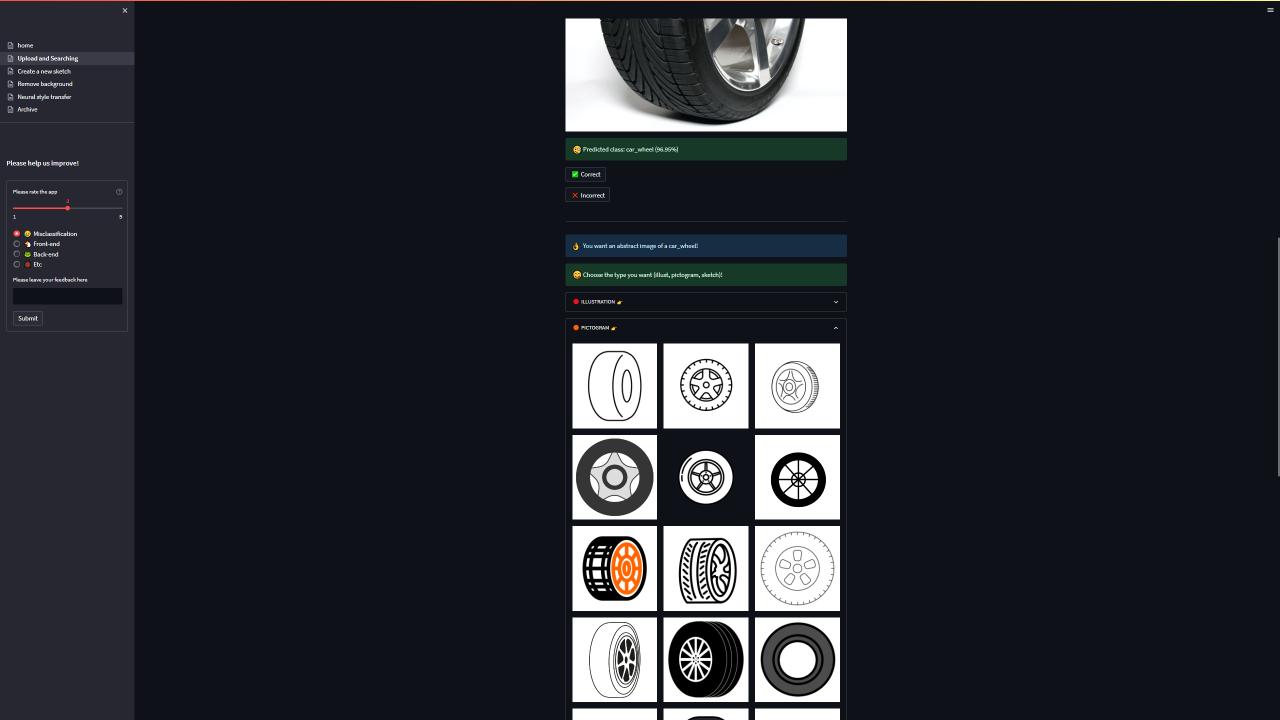 home
Upload and Searching
Create a new sketch
Remove background
Neural style transfer
Archive
Please help us improve!
Please rate the app
3
1 5
Misclassification
Front-end
Back-end
Etc
Please leave your feedback here
Submit
Predicted class: car_wheel (96.95%)
Correct
Incorrect
You want an abstract image of a car_wheel!
Choose the type you want (illust, pictogram, sketch)!
ILLUSTRATION
PICTOGRAM